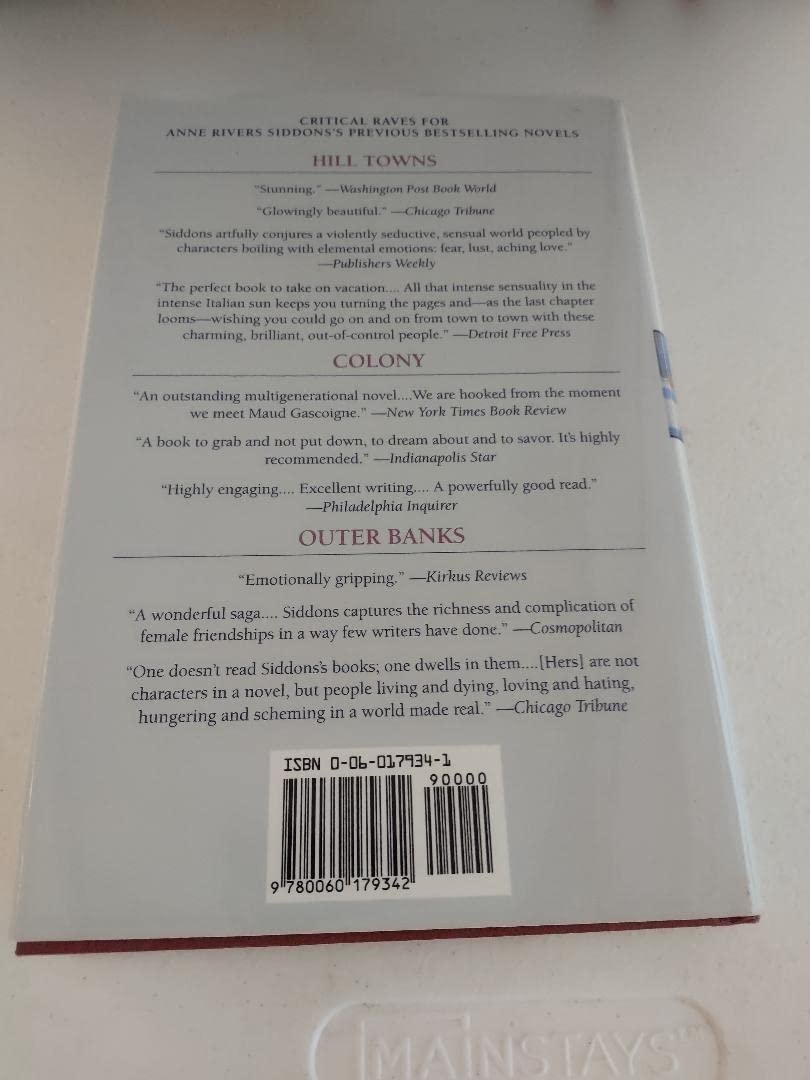 CRITICAL RAVES FOR
ANNE RIVERS SIDDONS'S PREVIOUS BESTSELLING NOVELS
HILL TOWNS
"Stunning." —Washington Post Book World
"Glowingly beautiful." —Chicago Tribune
"Siddons artfully conjures a violently seductive, sensual world peopled by
characters boiling with elemental emotions: fear, lust, aching love."
—Publishers Weekly
"The perfect book to take on vacation.... All that intense sensuality in the
intense Italian sun keeps you turning the pages and—as the last chapter
looms—wishing you could go on and on from town to town with these
charming, brilliant, out-of-control people." —Detroit Free Press
COLONY
"An outstanding multigenerational novel....We are hooked from the moment
we meet Maud Gascoigne." —New York Times Book Review
"A book to grab and not put down, to dream about and to savor. It's highly
recommended." —Indianapolis Star
"Highly engaging.... Excellent writing.... A powerfully good read."
—Philadelphia Inquirer
OUTER BANKS
"Emotionally gripping." —Kirkus Reviews
"A wonderful saga.... Siddons captures the richness and complication of
female friendships in a way few writers have done." —Cosmopolitan
"One doesn't read Siddons's books; one dwells in them....[Hers] are not
characters in a novel, but people living and dying, loving and hating,
hungering and scheming in a world made real." —Chicago Tribune
ISBN 0-06-017934-1
90000
9 780060 179342
MAINSTAYS™